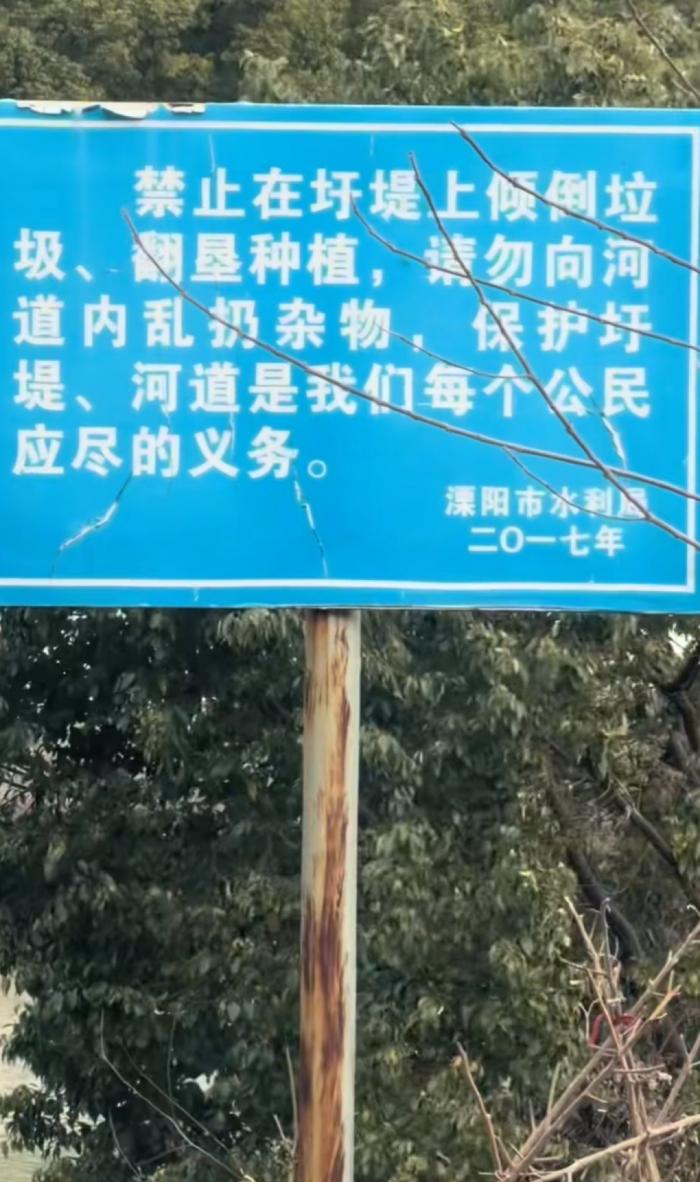 禁止在圩堤上倾倒垃
圾、翻垦种植，请勿向河
道内乱扔杂物，保护圩
堤、河道是我们每个公民
应尽的义务。
溧阳市水利局
二〇一七年